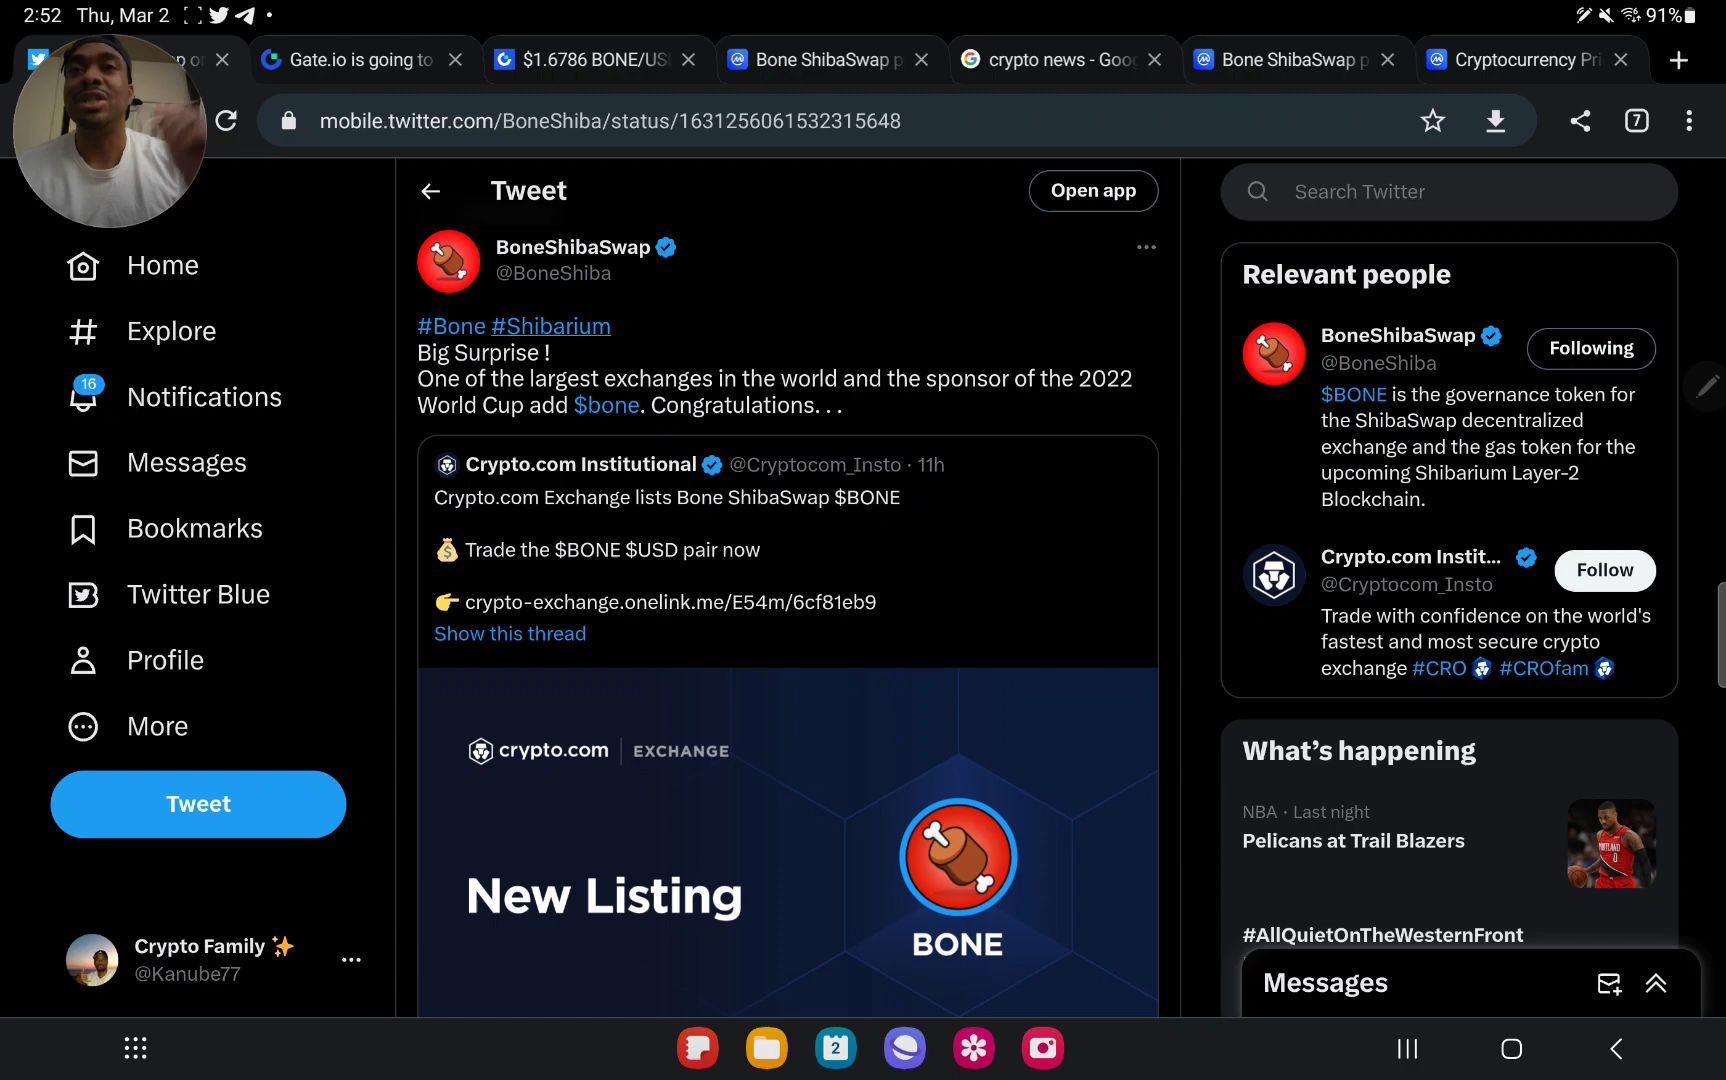 2:52 Thu, Mar 2
91%
Gate.io is going to
$1.6786 BONE/US
Bone ShibaSwap p
crypto news - Goo
Bone ShibaSwap p
Cryptocurrency Pri
mobile.twitter.com/BoneShiba/status/1631256061532315648
7
Home
Explore
16
Notifications
Messages
Bookmarks
Twitter Blue
Profile
More
Tweet
Crypto Family
@Kanube77
Tweet
Open app
BoneShibaSwap
@BoneShiba
#Bone #Shibarium
Big Surprise !
One of the largest exchanges in the world and the sponsor of the 2022
World Cup add $bone. Congratulations. . .
Crypto.com Institutional @Cryptocom_Insto · 11h
Crypto.com Exchange lists Bone ShibaSwap $BONE
Trade the $BONE $USD pair now
crypto-exchange.onelink.me/E54m/6cf81eb9
Show this thread
crypto.com | EXCHANGE
New Listing
BONE
Search Twitter
Relevant people
BoneShibaSwap
@BoneShiba
Following
$BONE is the governance token for
the ShibaSwap decentralized
exchange and the gas token for the
upcoming Shibarium Layer-2
Blockchain.
Crypto.com Instit...
@Cryptocom_Insto
Follow
Trade with confidence on the world's
fastest and most secure crypto
exchange #CRO #CROfam
What's happening
NBA · Last night
Pelicans at Trail Blazers
#AllQuietOnTheWesternFront
Messages
2